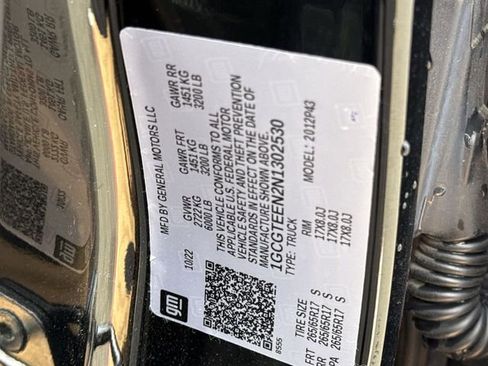 MFD BY GENERAL MOTORS LLC
10/22
GVWR
2722 KG
6000 LB
GAWR FRT
1451 KG
3200 LB
GAWR RR
1451 KG
3200 LB
THIS VEHICLE CONFORMS TO ALL
APPLICABLE U.S. FEDERAL MOTOR
VEHICLE SAFETY AND THEFT PREVENTION
STANDARDS IN EFFECT ON THE DATE OF
MANUFACTURE SHOWN ABOVE.
1GCGTEEN2N1302530
TYPE: TRUCK
MODEL: 2012P43
gm
8555
TIRE SIZE
RIM
FRT 265/65R17 S 17X8.0J
RR 265/65R17 S 17X8.0J
SPA 265/65R17 S 17X8.0J
gm